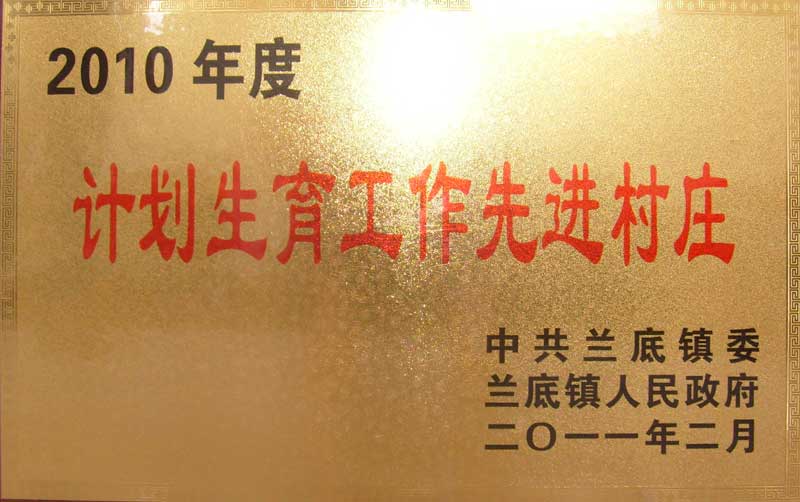 2010 年度
计划生育工作先进村庄
中共兰底镇委
兰底镇人民政府
二〇一一年二月